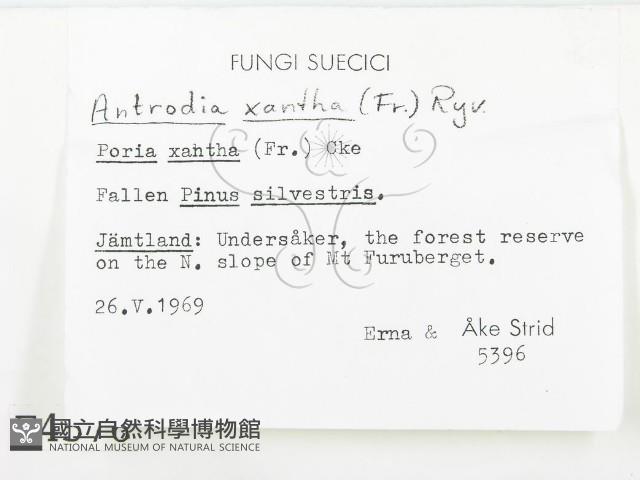 FUNGI SUECICI
Antrodia xantha (Fr.) Ryv.
Poria xantha (Fr.) Cke
Fallen Pinus silvestris.
Jämtland: Undersåker, the forest reserve
on the N. slope of Mt Furuberget.
26.V.1969
Erna & Åke Strid
5396
國立自然科學博物館
NATIONAL MUSEUM OF NATURAL SCIENCE